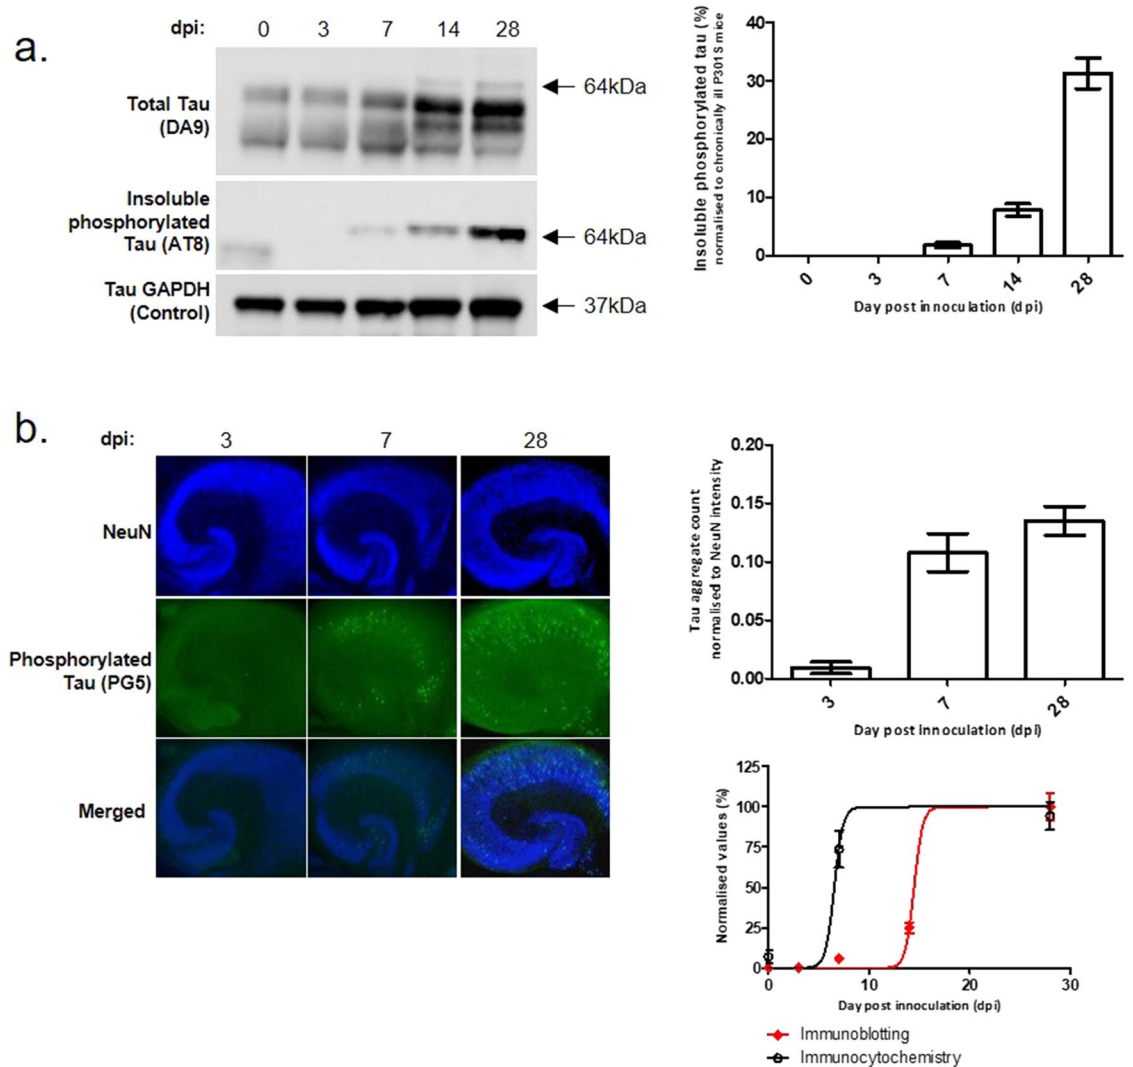 a.
dpi: 0 3 7 14 28
Total Tau
(DA9)
64kDa
Insoluble
phosphorylated
Tau (AT8)
64kDa
Tau GAPDH
(Control)
37kDa
Insoluble phosphorylated tau (%)
normalised to chronically ill P301S mice
40
30
20
10
0
0 3 7 14 28
Day post innoculation (dpi)
b.
dpi: 3 7 28
NeuN
Phosphorylated
Tau (PG5)
Merged
Tau aggregate count
normalised to NeuN intensity
0.20
0.15
0.10
0.05
0.00
3 7 28
Day post innoculation (dpi)
Normalised values (%)
125
100
75
50
25
0
0 10 20 30
Day post innoculation (dpi)
Immunoblotting
Immunocytochemistry